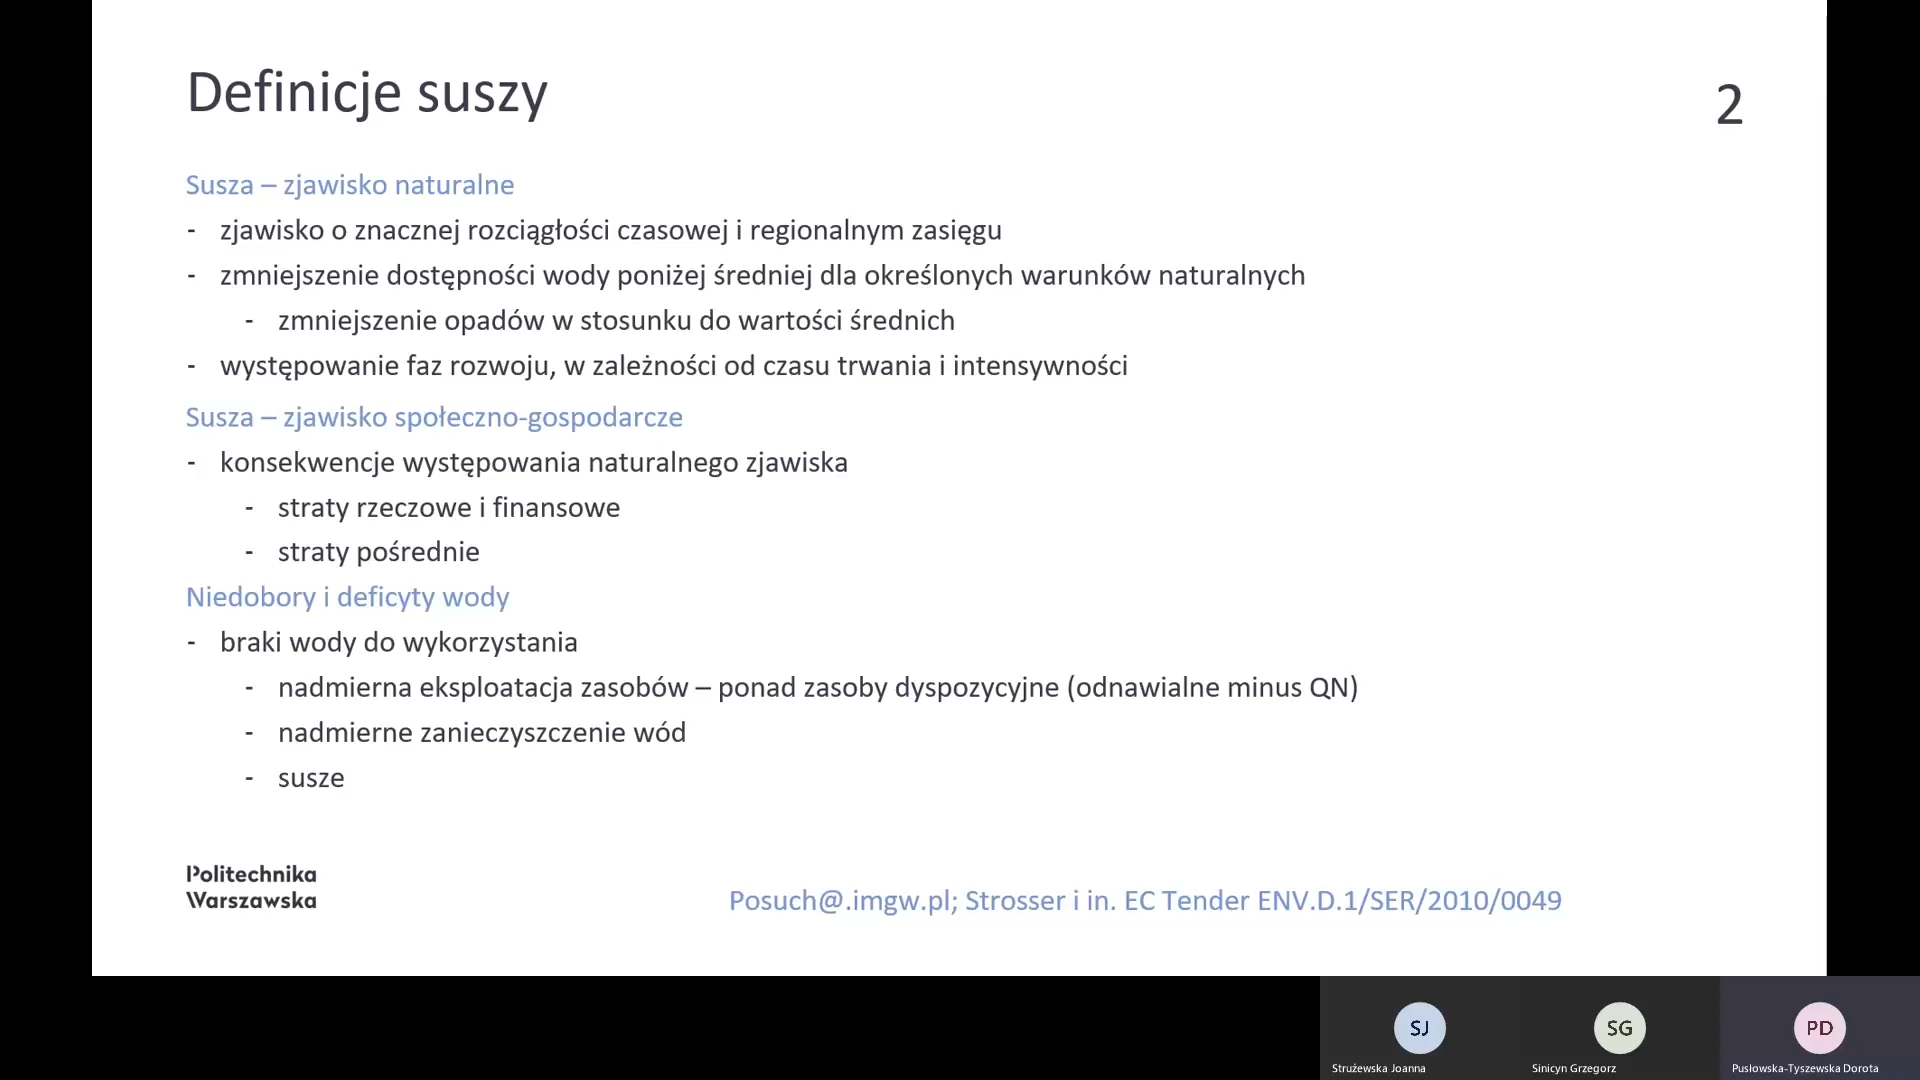 Definicje suszy
2
Susza – zjawisko naturalne
- zjawisko o znacznej rozciągłości czasowej i regionalnym zasięgu
- zmniejszenie dostępności wody poniżej średniej dla określonych warunków naturalnych
- zmniejszenie opadów w stosunku do wartości średnich
- występowanie faz rozwoju, w zależności od czasu trwania i intensywności
Susza – zjawisko społeczno-gospodarcze
- konsekwencje występowania naturalnego zjawiska
- straty rzeczowe i finansowe
- straty pośrednie
Niedobory i deficyty wody
- braki wody do wykorzystania
- nadmierna eksploatacja zasobów – ponad zasoby dyspozycyjne (odnawialne minus QN)
- nadmierne zanieczyszczenie wód
- susze
Politechnika
Warszawska
Posuch@.imgw.pl; Strosser i in. EC Tender ENV.D.1/SER/2010/0049
SJ
SG
PD
Strużewska Joanna
Sinicyn Grzegorz
Pusłowska-Tyszewska Dorota